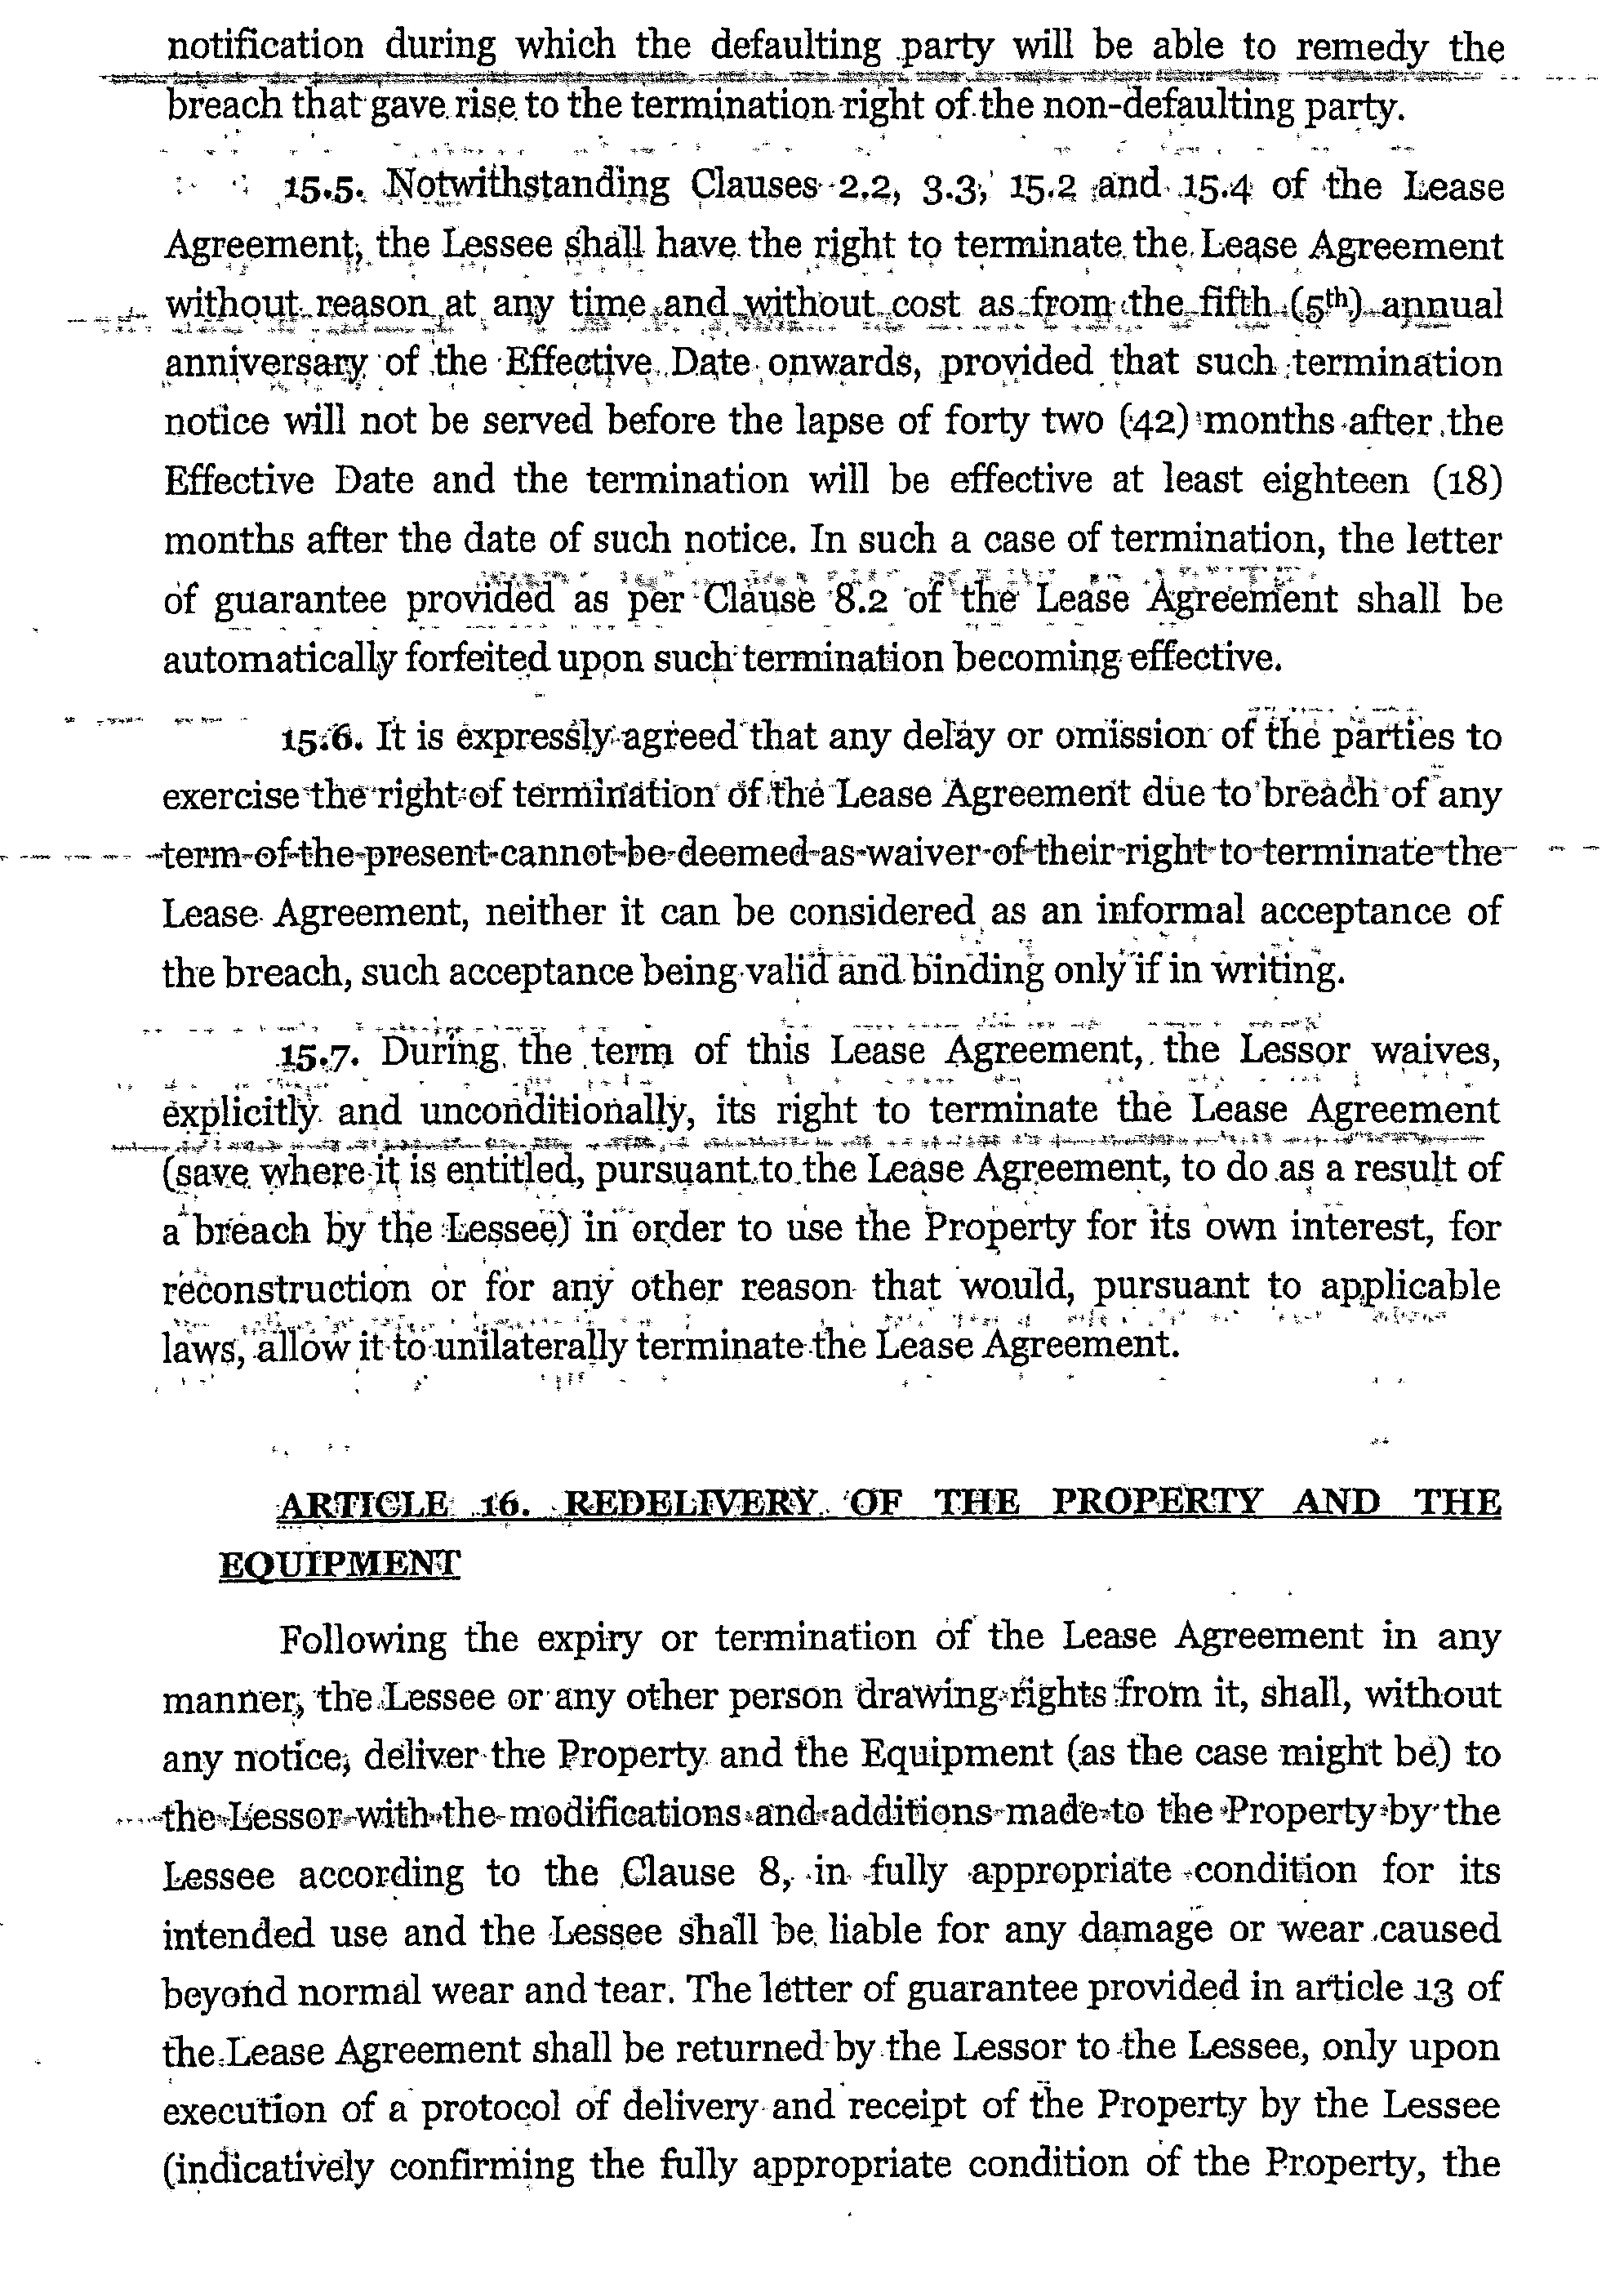 notification during which the defaulting party will be able to remedy the
breach that gave rise to the termination right of the non-defaulting party.
15.5. Notwithstanding Clauses 2.2, 3.3, 15.2 and 15.4 of the Lease
Agreement, the Lessee shall have the right to terminate the Lease Agreement
without reason at any time and without cost as from the fifth (5th) annual
anniversary of the Effective Date onwards, provided that such termination
notice will not be served before the lapse of forty two (42) months after the
Effective Date and the termination will be effective at least eighteen (18)
months after the date of such notice. In such a case of termination, the letter
of guarantee provided as per Clause 8.2 of the Lease Agreement shall be
automatically forfeited upon such termination becoming effective.
15.6. It is expressly agreed that any delay or omission of the parties to
exercise the right of termination of the Lease Agreement due to breach of any
term of the present cannot be deemed as waiver of their right to terminate the
Lease Agreement, neither it can be considered as an informal acceptance of
the breach, such acceptance being valid and binding only if in writing.
15.7. During the term of this Lease Agreement, the Lessor waives,
explicitly and unconditionally, its right to terminate the Lease Agreement
(save where it is entitled, pursuant to the Lease Agreement, to do as a result of
a breach by the Lessee) in order to use the Property for its own interest, for
reconstruction or for any other reason that would, pursuant to applicable
laws, allow it to unilaterally terminate the Lease Agreement.
ARTICLE 16. REDELIVERY OF THE PROPERTY AND THE
EQUIPMENT
Following the expiry or termination of the Lease Agreement in any
manner, the Lessee or any other person drawing rights from it, shall, without
any notice, deliver the Property and the Equipment (as the case might be) to
the Lessor with the modifications and additions made to the Property by the
Lessee according to the Clause 8, in fully appropriate condition for its
intended use and the Lessee shall be liable for any damage or wear caused
beyond normal wear and tear. The letter of guarantee provided in article 13 of
the Lease Agreement shall be returned by the Lessor to the Lessee, only upon
execution of a protocol of delivery and receipt of the Property by the Lessee
(indicatively confirming the fully appropriate condition of the Property, the